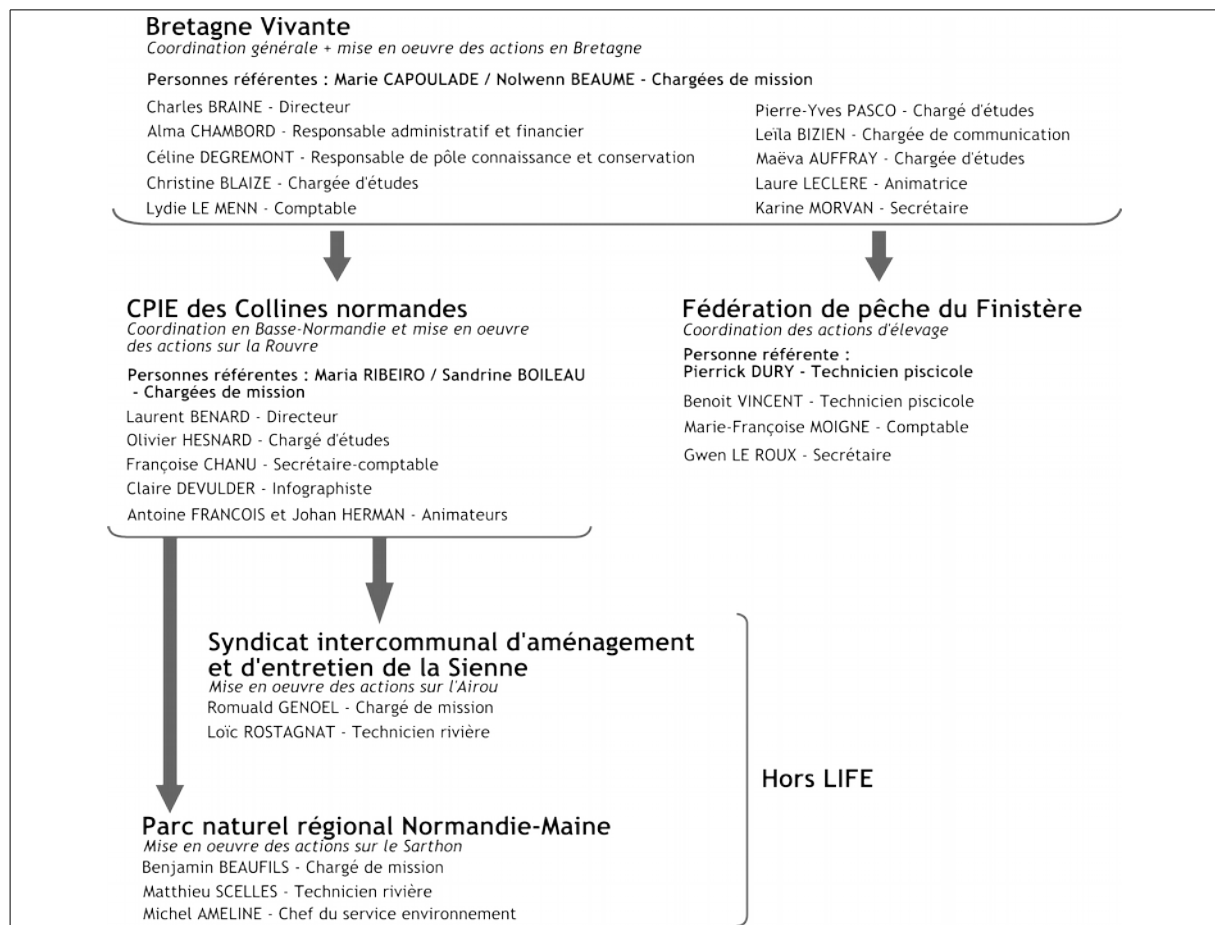 Bretagne Vivante
Coordination générale + mise en oeuvre des actions en Bretagne
Personnes référentes : Marie CAPOULADE / Nolwenn BEAUME - Chargées de mission
Charles BRAINE - Directeur
Alma CHAMBORD - Responsable administratif et financier
Céline DEGREMONT - Responsable de pôle connaissance et conservation
Christine BLAIZE - Chargée d'études
Lydie LE MENN - Comptable
Pierre-Yves PASCO - Chargé d'études
Leïla BIZIEN - Chargée de communication
Maëva AUFFRAY - Chargée d'études
Laure LECLERE - Animatrice
Karine MORVAN - Secrétaire
CPIE des Collines normandes
Coordination en Basse-Normandie et mise en oeuvre
des actions sur la Rouvre
Personnes référentes : Maria RIBEIRO / Sandrine BOILEAU
- Chargées de mission
Laurent BENARD - Directeur
Olivier HESNARD - Chargé d'études
Françoise CHANU - Secrétaire-comptable
Claire DEVULDER - Infographiste
Antoine FRANCOIS et Johan HERMAN - Animateurs
Fédération de pêche du Finistère
Coordination des actions d'élevage
Personne référente :
Pierrick DURY - Technicien piscicole
Benoit VINCENT - Technicien piscicole
Marie-Françoise MOIGNE - Comptable
Gwen LE ROUX - Secrétaire
Syndicat intercommunal d'aménagement
et d'entretien de la Sienne
Mise en oeuvre des actions sur l'Airou
Romuald GENOEL - Chargé de mission
Loïc ROSTAGNAT - Technicien rivière
Hors LIFE
Parc naturel régional Normandie-Maine
Mise en oeuvre des actions sur le Sarthon
Benjamin BEAUFILS - Chargé de mission
Matthieu SCELLES - Technicien rivière
Michel AMELINE - Chef du service environnement